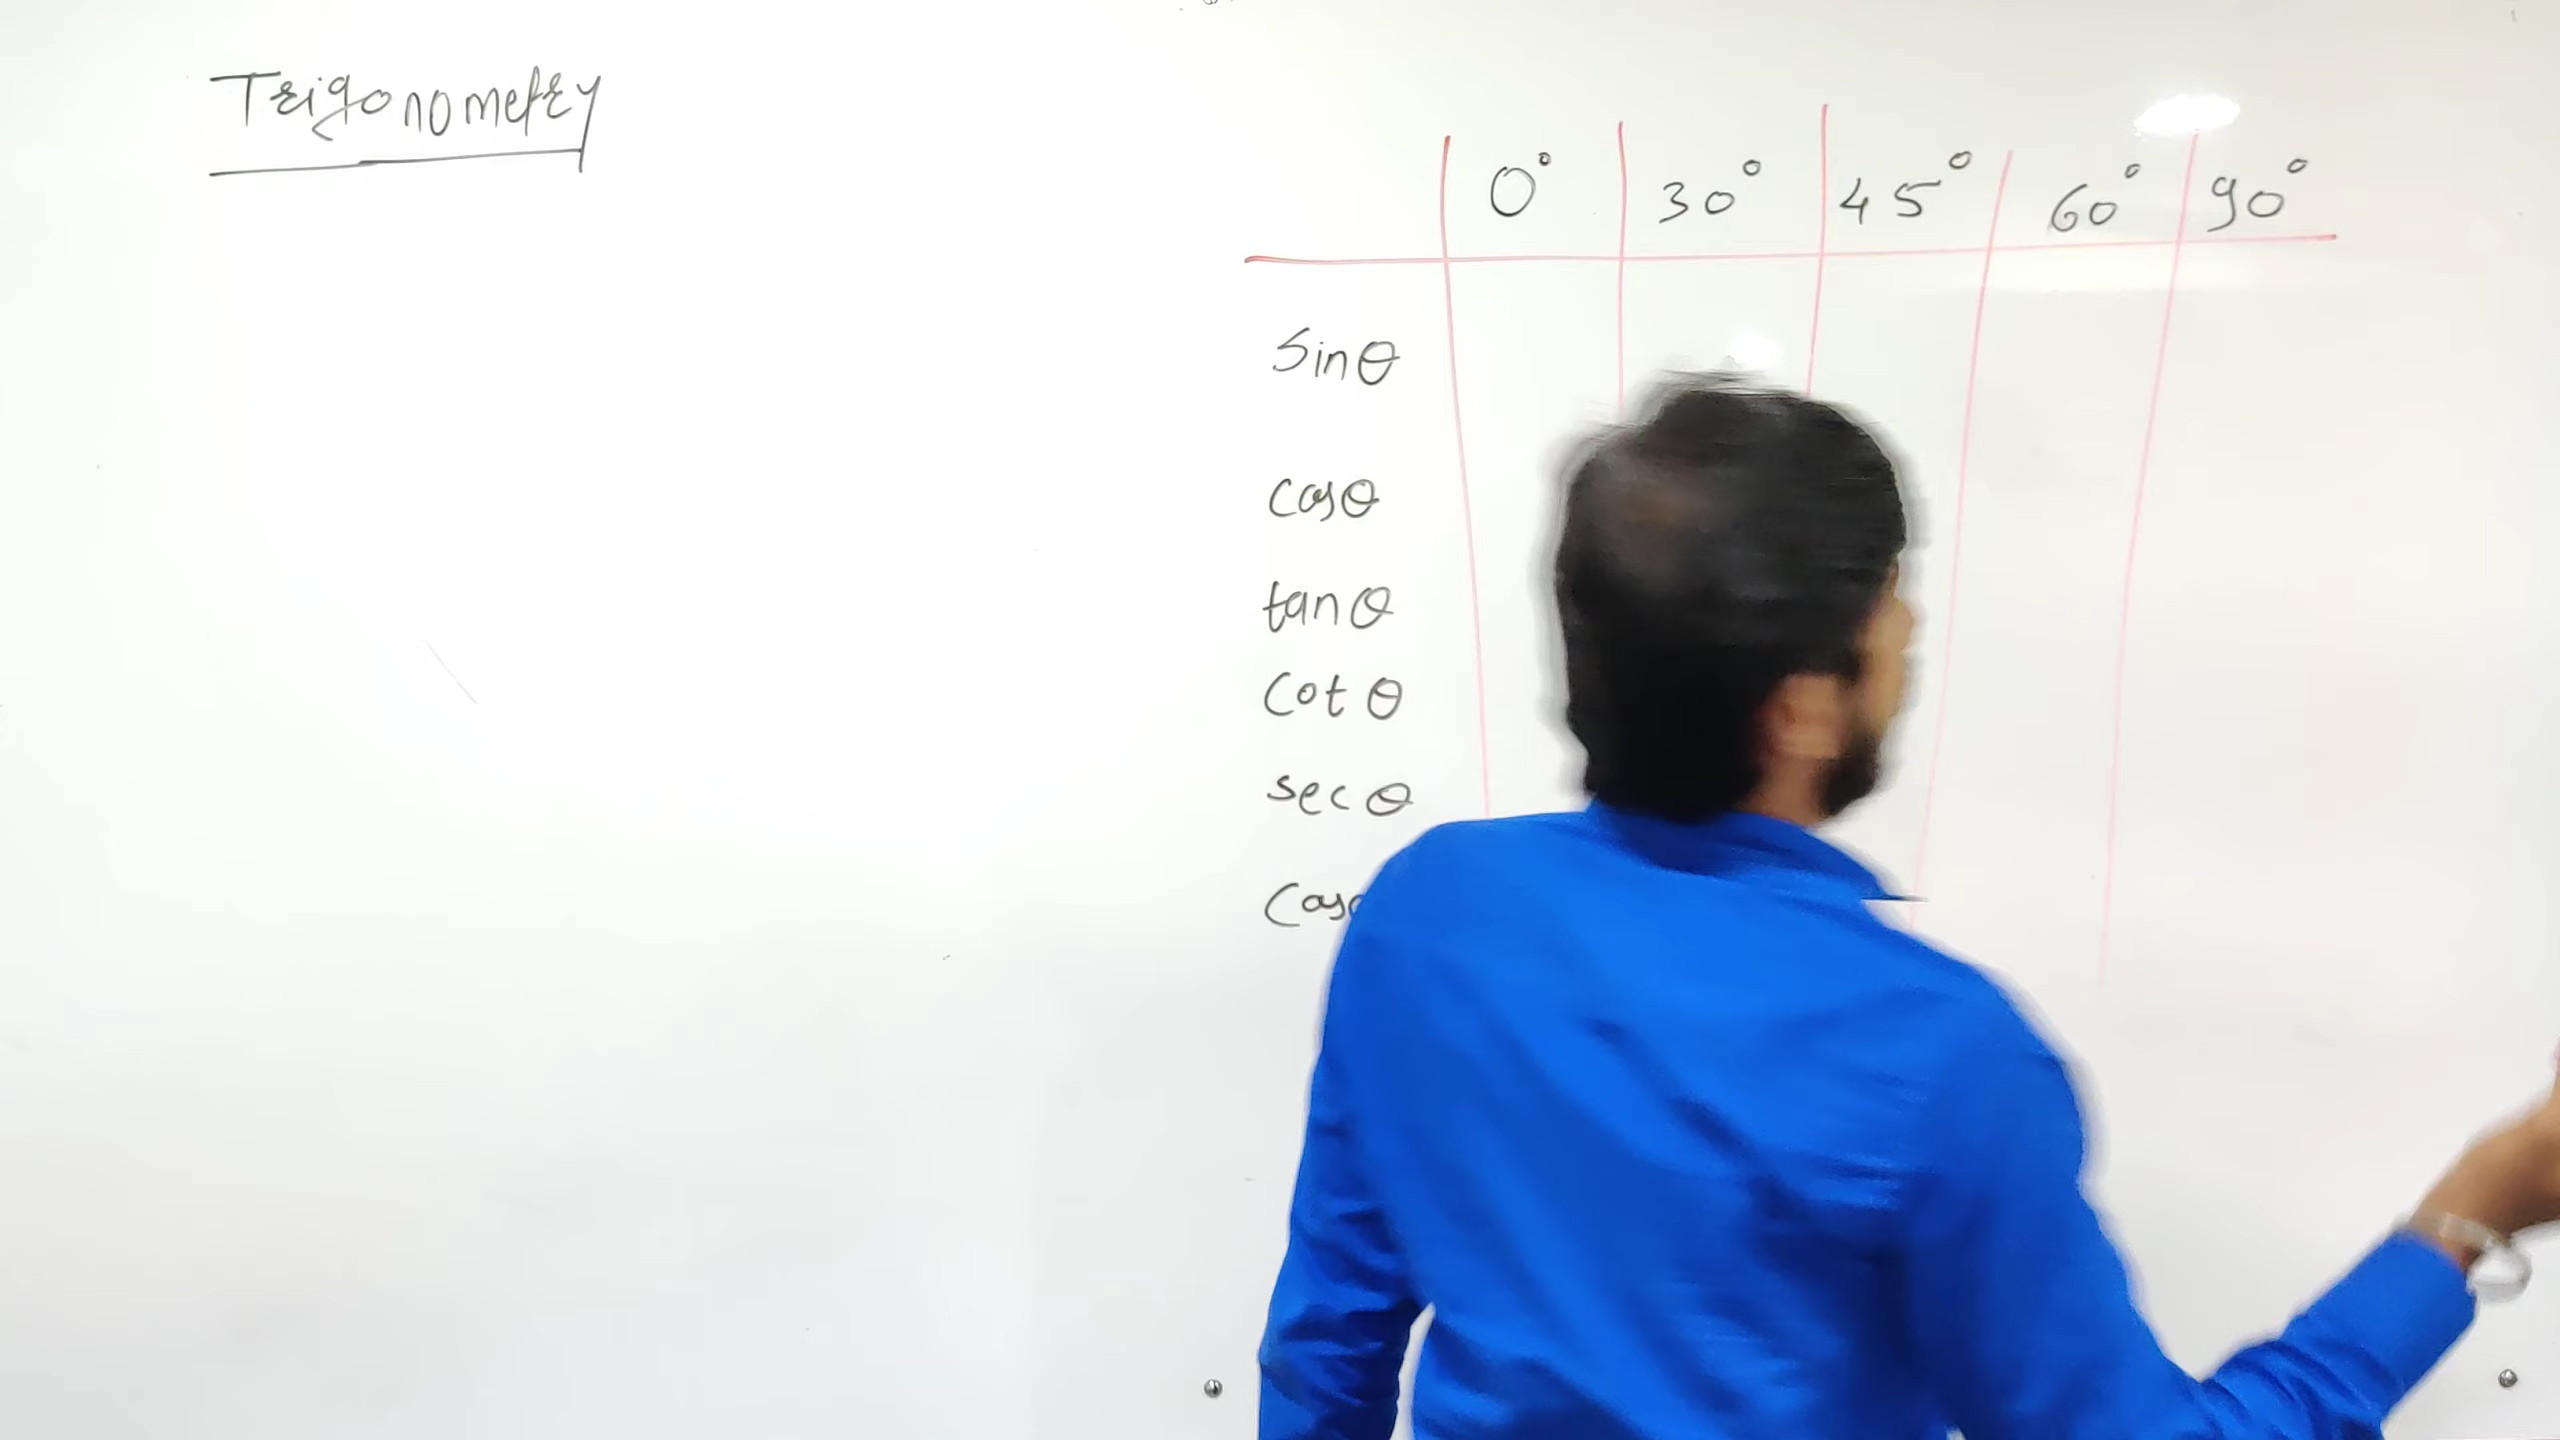 Trigonometry
0° 30° 45° 60° 90°
Sinθ
Cosθ
tanθ
Cot θ
sec θ